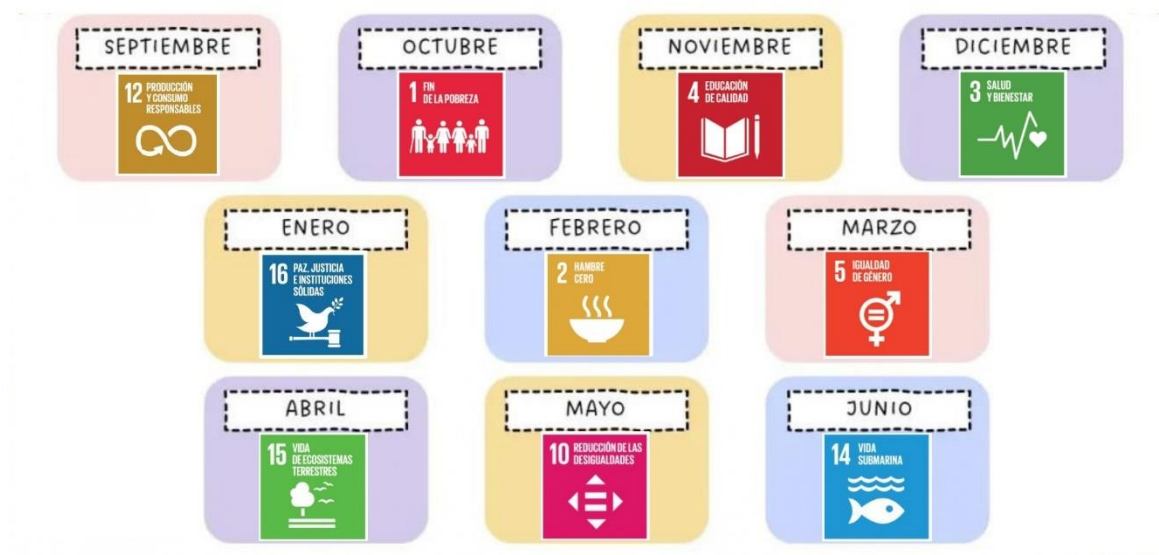 SEPTIEMBRE
12 PRODUCCIÓN
Y CONSUMO
RESPONSABLES
OCTUBRE
1 FIN
DE LA POBREZA
NOVIEMBRE
4 EDUCACIÓN
DE CALIDAD
DICIEMBRE
3 SALUD
Y BIENESTAR
ENERO
16 PAZ, JUSTICIA
E INSTITUCIONES
SÓLIDAS
FEBRERO
2 HAMBRE
CERO
MARZO
5 IGUALDAD
DE GÉNERO
ABRIL
15 VIDA
DE ECOSISTEMAS
TERRESTRES
MAYO
10 REDUCCIÓN DE LAS
DESIGUALDADES
JUNIO
14 VIDA
SUBMARINA